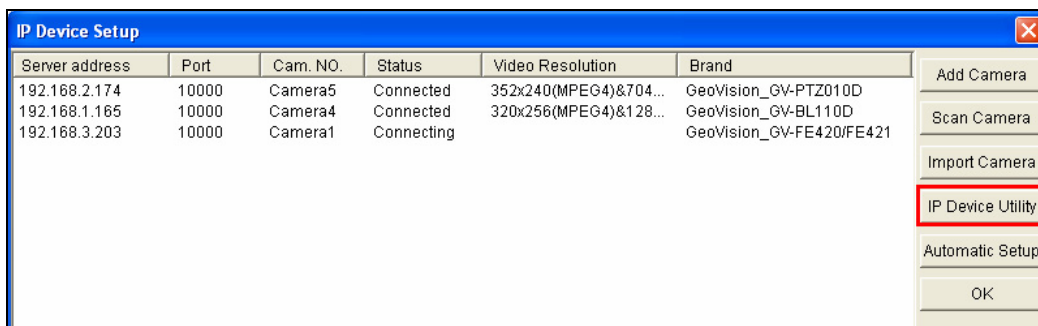 IP Device Setup
Server address Port Cam. NO. Status Video Resolution Brand
192.168.2.174 10000 Camera5 Connected 352x240(MPEG4)&704... GeoVision_GV-PTZ010D
192.168.1.165 10000 Camera4 Connected 320x256(MPEG4)&128... GeoVision_GV-BL110D
192.168.3.203 10000 Camera1 Connecting GeoVision_GV-FE420/FE421
Add Camera
Scan Camera
Import Camera
IP Device Utility
Automatic Setup
OK